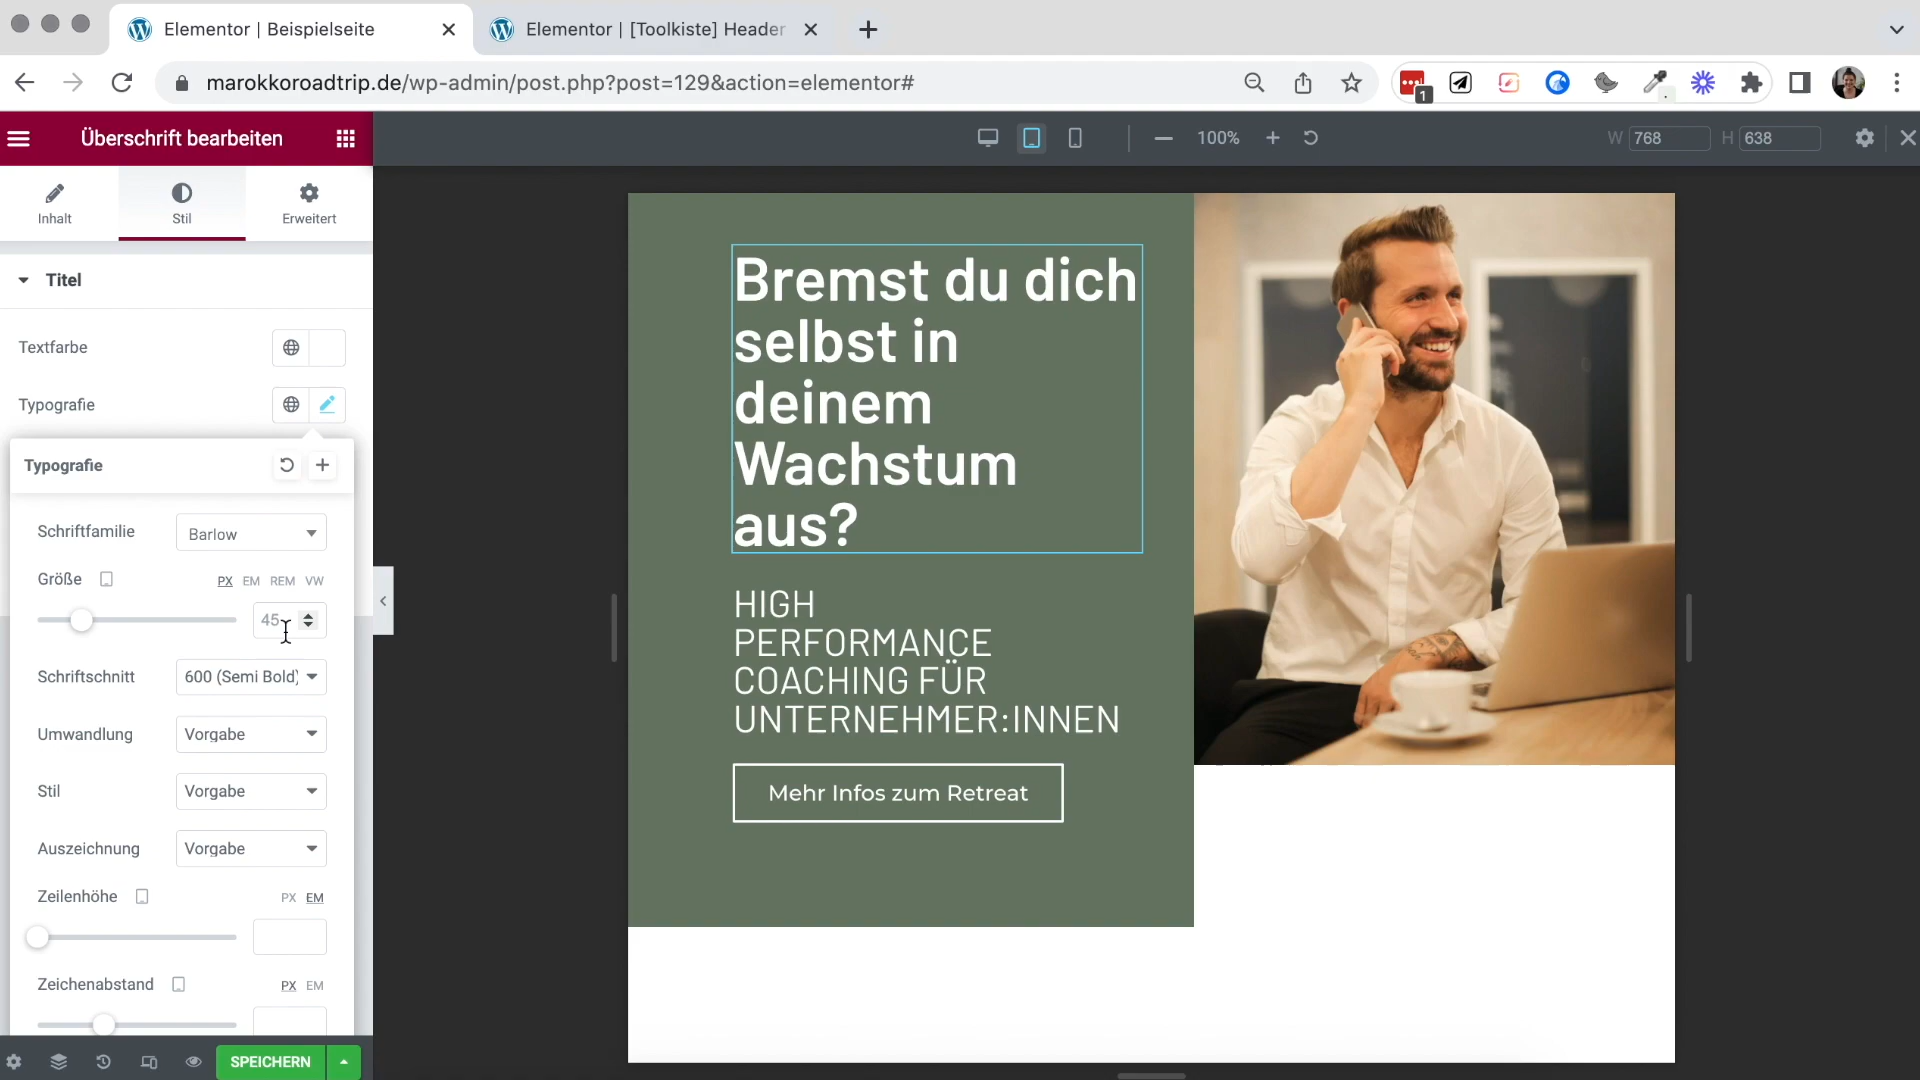 Elementor | Beispielseite
Elementor | [Toolkiste] Header
marokkoroadtrip.de/wp-admin/post.php?post=129&action=elementor#
1
Überschrift bearbeiten
100%
W 768
H 638
Inhalt
Stil
Erweitert
Titel
Textfarbe
Typografie
Typografie
Schriftfamilie
Barlow
Größe
PX EM REM VW
45
Schriftschnitt
600 (Semi Bold)
Umwandlung
Vorgabe
Stil
Vorgabe
Auszeichnung
Vorgabe
Zeilenhöhe
PX EM
Zeichenabstand
PX EM
SPEICHERN
Bremst du dich
selbst in
deinem
Wachstum
aus?
HIGH
PERFORMANCE
COACHING FÜR
UNTERNEHMER:INNEN
Mehr Infos zum Retreat